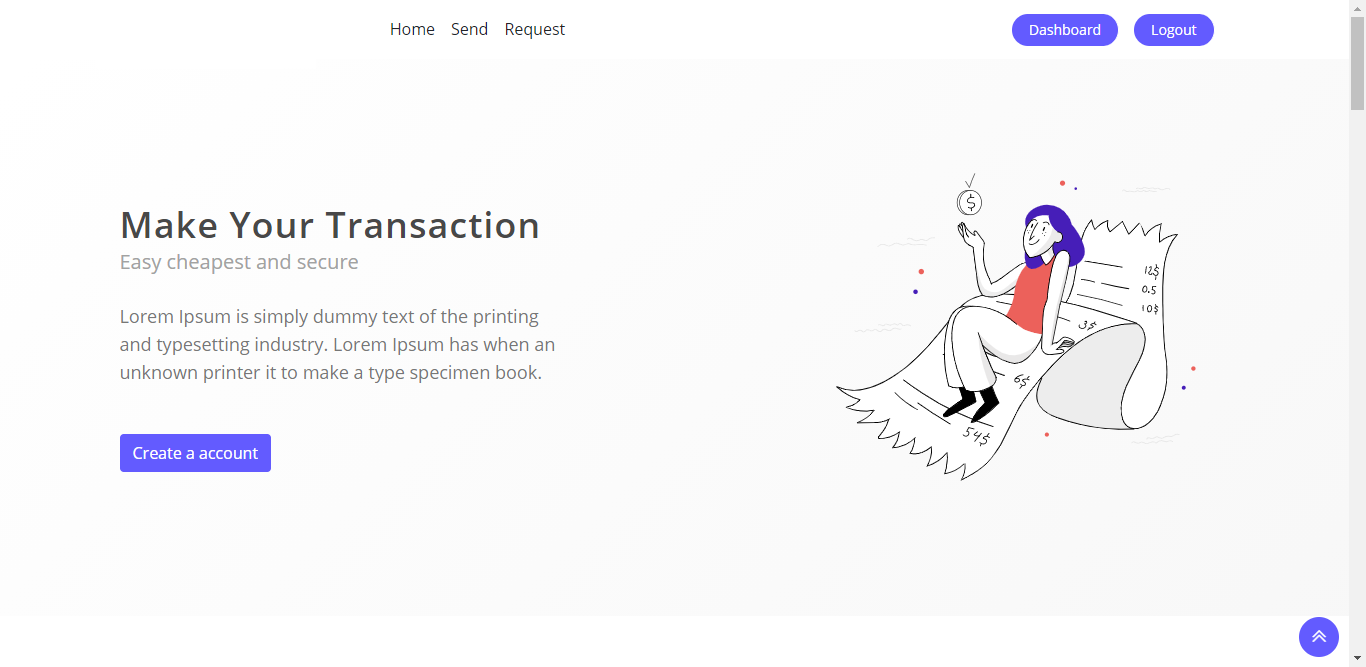 Home Send Request Dashboard Logout
$
Make Your Transaction
Easy cheapest and secure
Lorem Ipsum is simply dummy text of the printing
and typesetting industry. Lorem Ipsum has when an
unknown printer it to make a type specimen book.
Create a account
12$
0.5
10$
3$
6$
54$